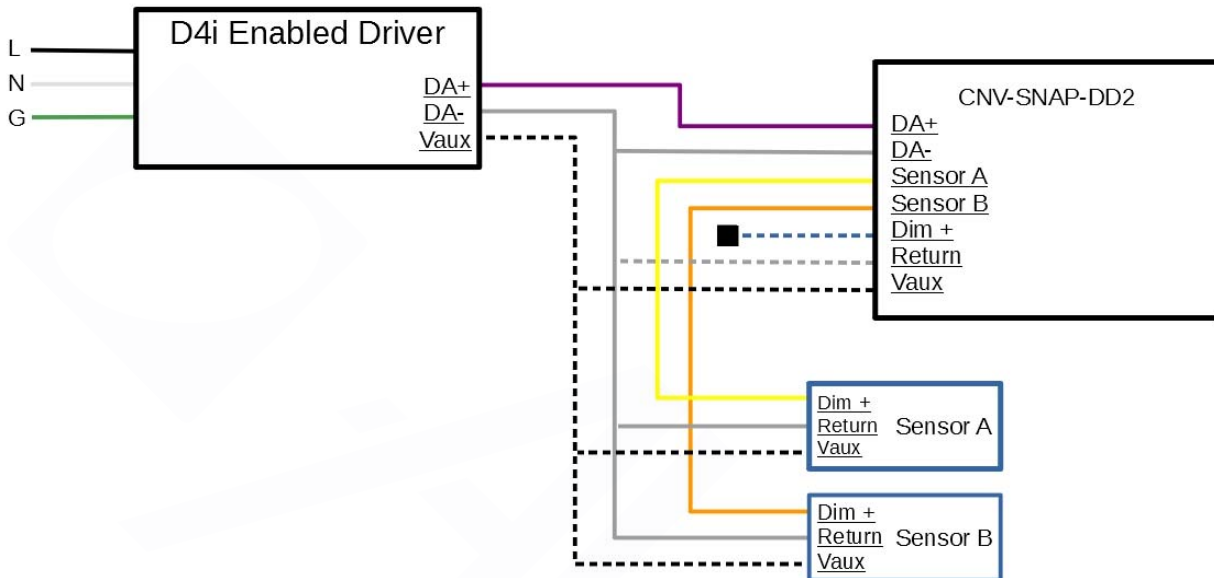 D4i Enabled Driver
L
N
G
DA+
DA-
Vaux
CNV-SNAP-DD2
DA+
DA-
Sensor A
Sensor B
Dim +
Return
Vaux
Dim +
Return
Vaux
Sensor A
Dim +
Return
Vaux
Sensor B